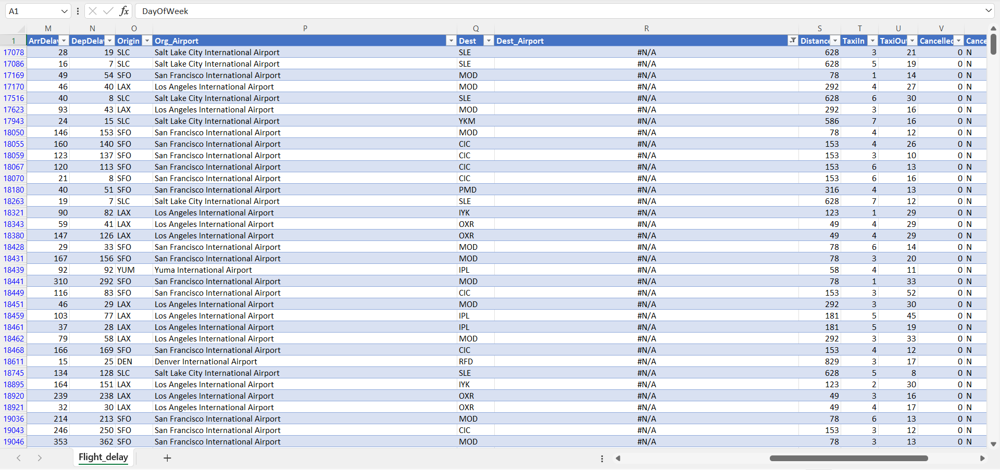 A1 fx DayOfWeek
M N O P Q R S T U V
1 ArrDelay DepDelay Origin Org_Airport Dest Dest_Airport Distance TaxiIn TaxiOut Cancelled Cance
17078 28 19 SLC Salt Lake City International Airport SLE #N/A 628 3 21 0 N
17086 16 7 SLC Salt Lake City International Airport SLE #N/A 628 5 19 0 N
17169 49 54 SFO San Francisco International Airport MOD #N/A 78 1 14 0 N
17170 46 40 LAX Los Angeles International Airport MOD #N/A 292 4 27 0 N
17516 40 8 SLC Salt Lake City International Airport SLE #N/A 628 6 30 0 N
17623 93 43 LAX Los Angeles International Airport MOD #N/A 292 3 16 0 N
17943 24 15 SLC Salt Lake City International Airport YKM #N/A 586 7 16 0 N
18050 146 153 SFO San Francisco International Airport MOD #N/A 78 4 12 0 N
18055 160 140 SFO San Francisco International Airport CIC #N/A 153 4 26 0 N
18059 123 137 SFO San Francisco International Airport CIC #N/A 153 3 10 0 N
18067 120 113 SFO San Francisco International Airport CIC #N/A 153 6 13 0 N
18070 21 8 SFO San Francisco International Airport CIC #N/A 153 6 16 0 N
18180 40 51 SFO San Francisco International Airport PMD #N/A 316 4 13 0 N
18263 19 7 SLC Salt Lake City International Airport SLE #N/A 628 7 12 0 N
18321 90 82 LAX Los Angeles International Airport IYK #N/A 123 1 29 0 N
18343 59 41 LAX Los Angeles International Airport OXR #N/A 49 4 29 0 N
18380 147 126 LAX Los Angeles International Airport OXR #N/A 49 4 29 0 N
18428 29 33 SFO San Francisco International Airport MOD #N/A 78 6 14 0 N
18431 167 156 SFO San Francisco International Airport MOD #N/A 78 3 20 0 N
18439 92 92 YUM Yuma International Airport IPL #N/A 58 4 11 0 N
18441 310 292 SFO San Francisco International Airport MOD #N/A 78 1 33 0 N
18449 116 83 SFO San Francisco International Airport CIC #N/A 153 3 52 0 N
18451 46 29 LAX Los Angeles International Airport MOD #N/A 292 3 30 0 N
18459 103 77 LAX Los Angeles International Airport IPL #N/A 181 5 45 0 N
18461 37 28 LAX Los Angeles International Airport IPL #N/A 181 5 19 0 N
18462 79 58 LAX Los Angeles International Airport MOD #N/A 292 3 33 0 N
18468 166 169 SFO San Francisco International Airport CIC #N/A 153 4 12 0 N
18611 15 25 DEN Denver International Airport RFD #N/A 829 3 17 0 N
18745 134 128 SLC Salt Lake City International Airport SLE #N/A 628 5 8 0 N
18895 164 151 LAX Los Angeles International Airport IYK #N/A 123 2 30 0 N
18920 239 238 LAX Los Angeles International Airport OXR #N/A 49 3 16 0 N
18921 32 30 LAX Los Angeles International Airport OXR #N/A 49 4 17 0 N
19036 214 213 SFO San Francisco International Airport MOD #N/A 78 6 13 0 N
19043 246 250 SFO San Francisco International Airport CIC #N/A 153 3 12 0 N
19046 353 362 SFO San Francisco International Airport MOD #N/A 78 3 13 0 N
Flight_delay +